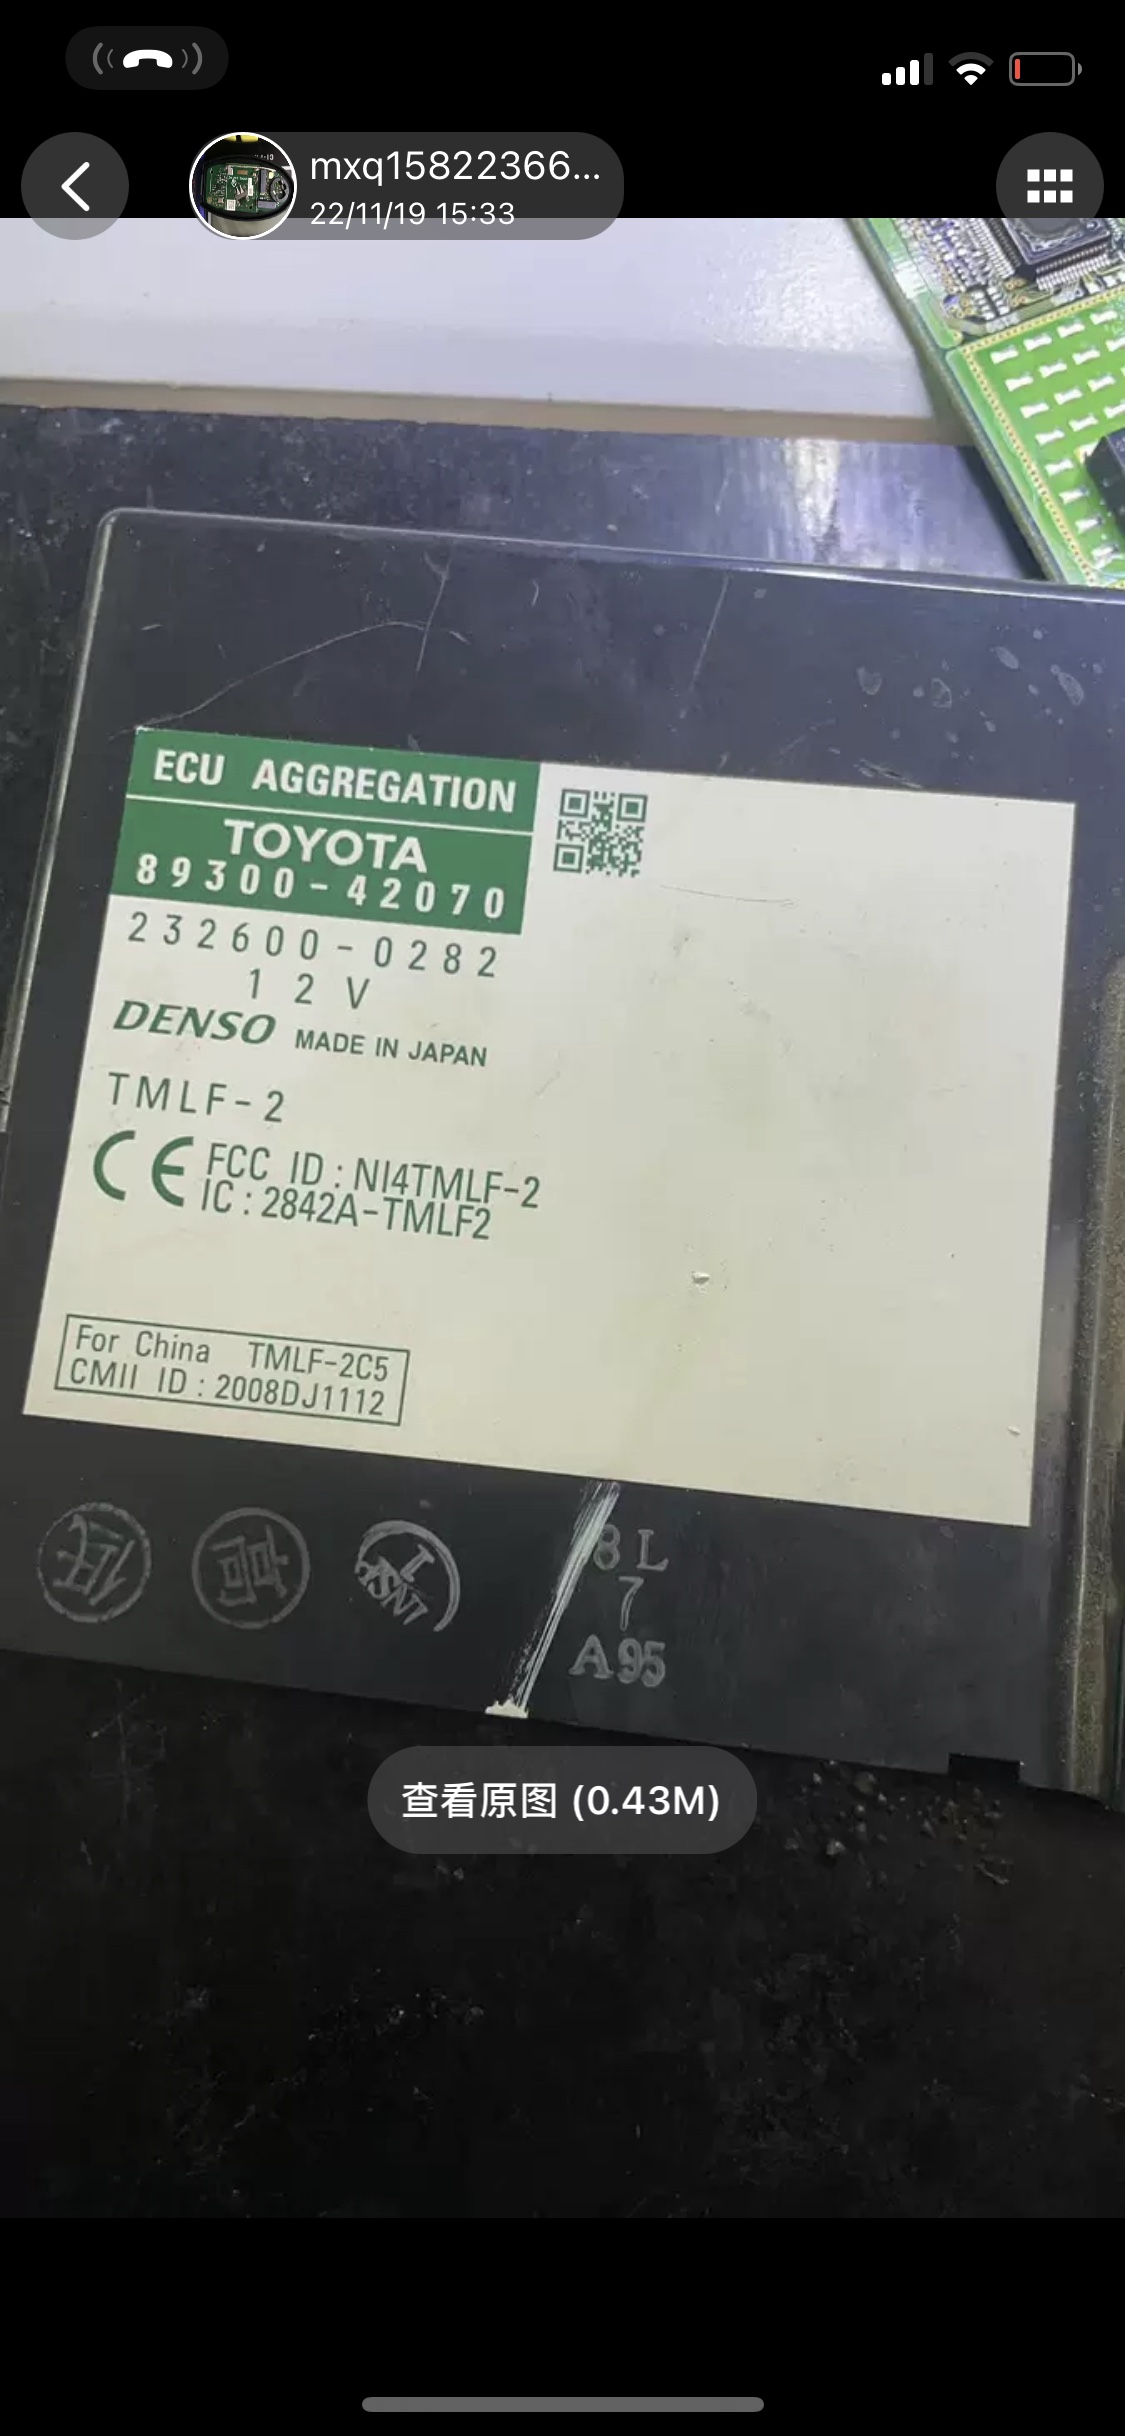 mxq15822366...
22/11/19 15:33
ECU AGGREGATION
TOYOTA
89300-42070
232600-0282
12V
DENSO MADE IN JAPAN
TMLF-2
CE FCC ID : NI4TMLF-2
IC : 2842A-TMLF2
For China TMLF-2C5
CMII ID : 2008DJ1112
低 高
8L
7
A95
查看原图 (0.43M)